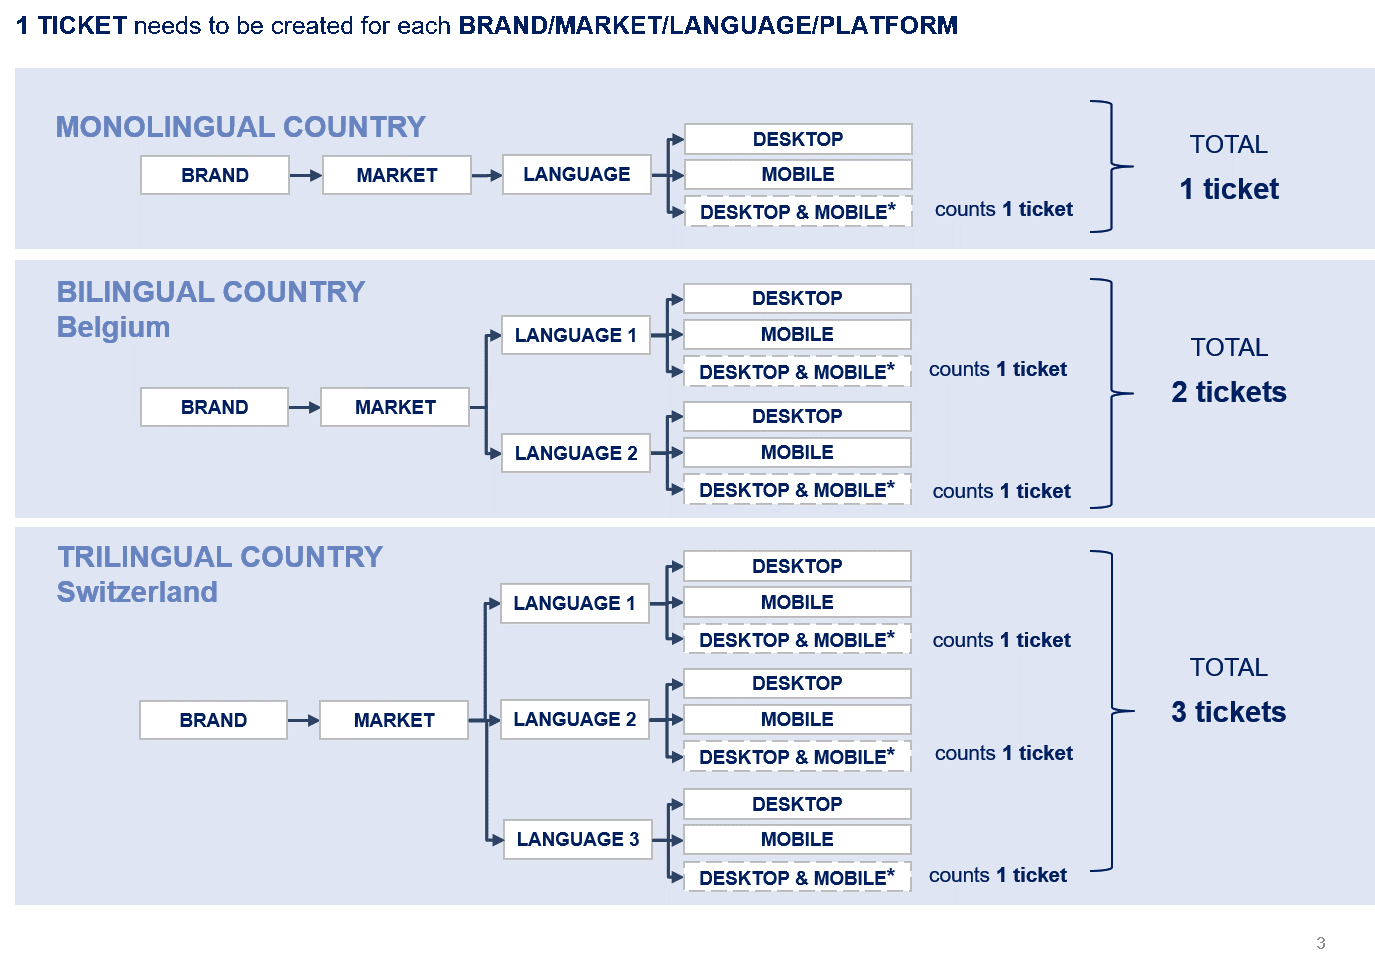 1 TICKET needs to be created for each BRAND/MARKET/LANGUAGE/PLATFORM
MONOLINGUAL COUNTRY
BRAND
MARKET
LANGUAGE
DESKTOP
MOBILE
DESKTOP & MOBILE*
counts 1 ticket
TOTAL
1 ticket
BILINGUAL COUNTRY
Belgium
BRAND
MARKET
LANGUAGE 1
DESKTOP
MOBILE
DESKTOP & MOBILE*
counts 1 ticket
LANGUAGE 2
DESKTOP
MOBILE
DESKTOP & MOBILE*
counts 1 ticket
TOTAL
2 tickets
TRILINGUAL COUNTRY
Switzerland
BRAND
MARKET
LANGUAGE 1
DESKTOP
MOBILE
DESKTOP & MOBILE*
counts 1 ticket
LANGUAGE 2
DESKTOP
MOBILE
DESKTOP & MOBILE*
counts 1 ticket
LANGUAGE 3
DESKTOP
MOBILE
DESKTOP & MOBILE*
counts 1 ticket
TOTAL
3 tickets
3